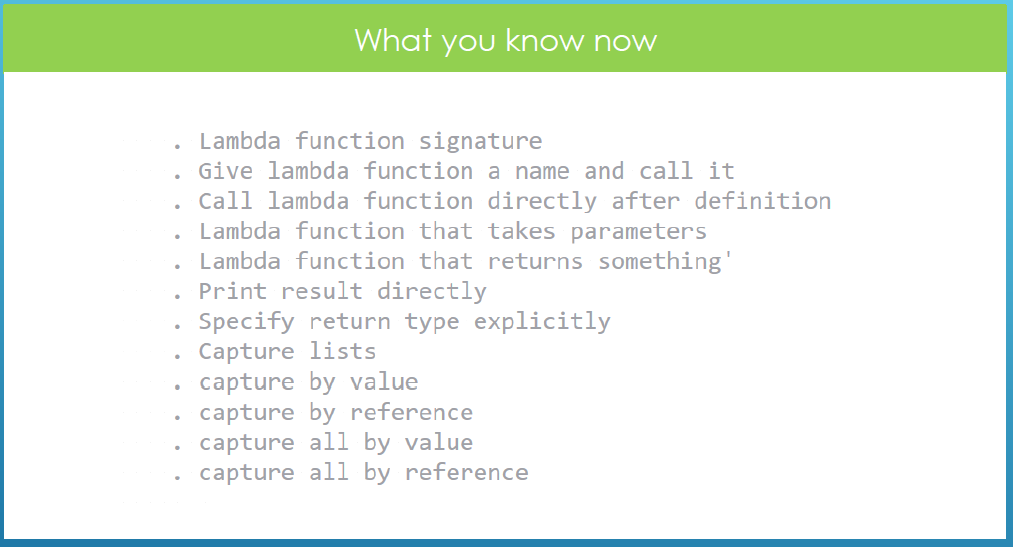 What you know now
. Lambda function signature
. Give lambda function a name and call it
. Call lambda function directly after definition
. Lambda function that takes parameters
. Lambda function that returns something'
. Print result directly
. Specify return type explicitly
. Capture lists
. capture by value
. capture by reference
. capture all by value
. capture all by reference